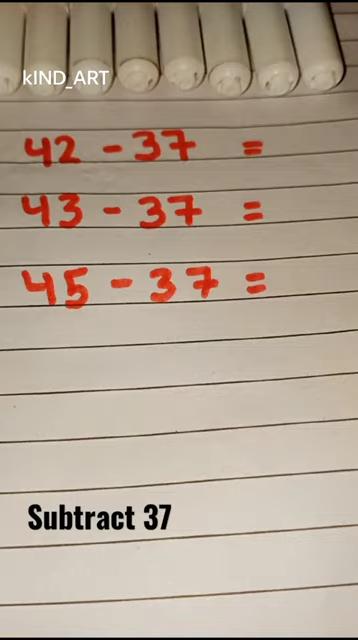 kIND_ART
42 - 37 =
43 - 37 =
45 - 37 =
Subtract 37